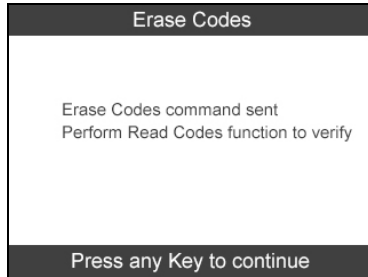 Erase Codes
Erase Codes command sent
Perform Read Codes function to verify
Press any Key to continue